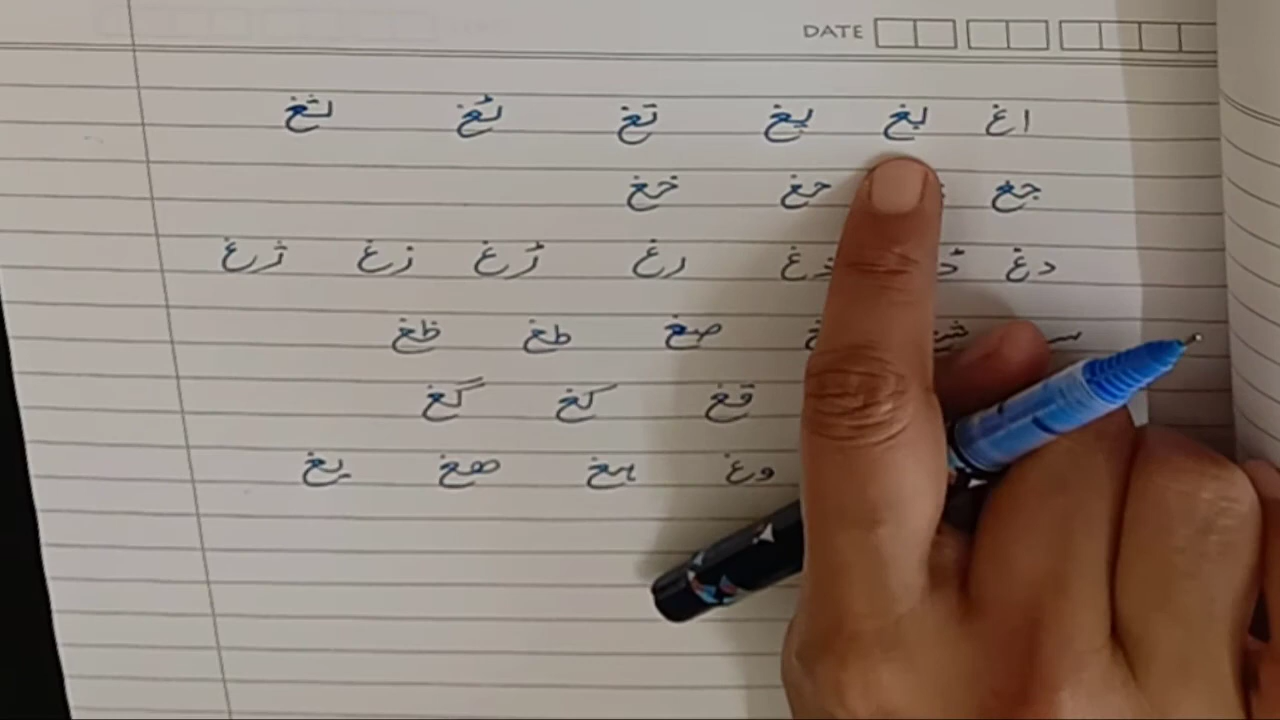 DATE
اغ بغ پغ تغ ٹغ ثغ
جغ حغ خغ
دغ ذغ رغ ڑغ زغ ژغ
صغ طغ ظغ
قغ کغ گغ
وغ ہغ ھغ یغ